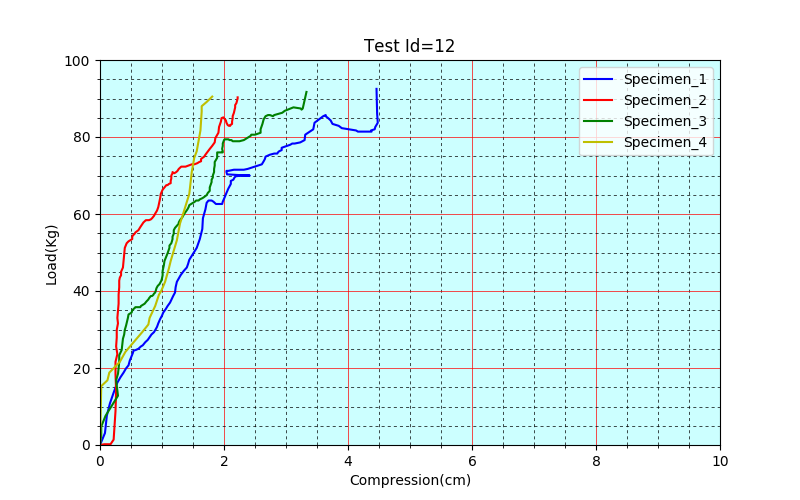 Test Id=12
100
80
60
40
20
0
Load(Kg)
0 2 4 6 8 10
Compression(cm)
Specimen_1
Specimen_2
Specimen_3
Specimen_4